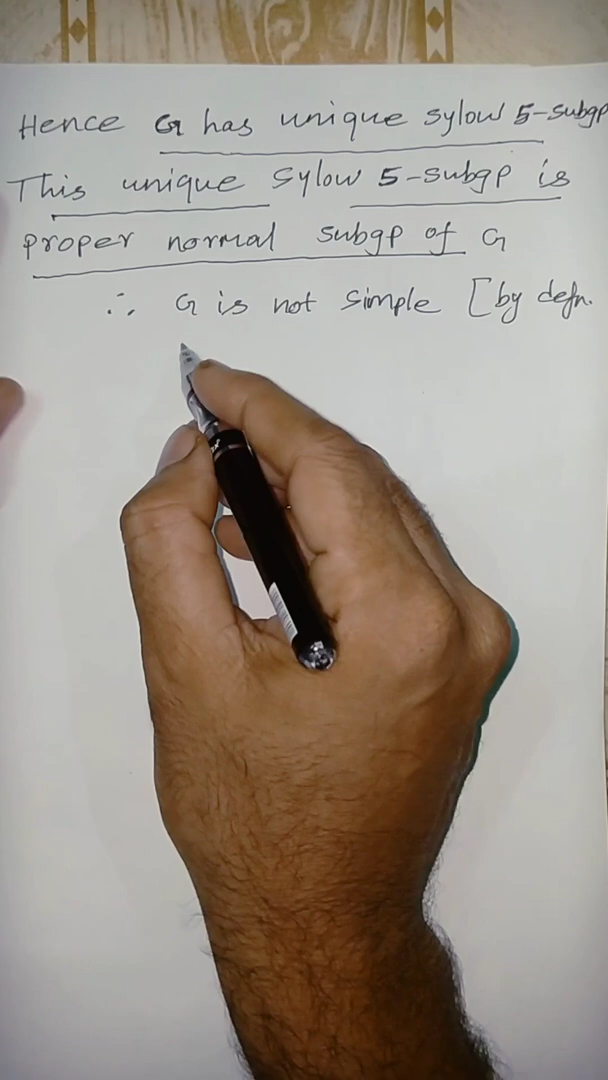 Hence G has unique sylow 5-subgp
This unique sylow 5-subgp is
proper normal subgp of G
∴ G is not simple [by defn.